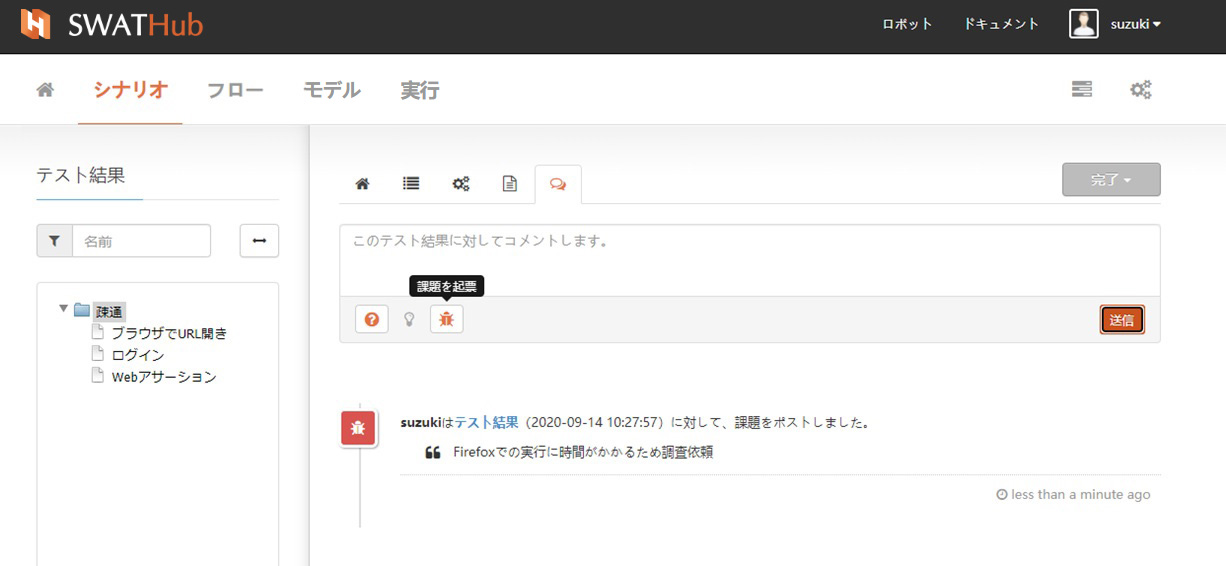 SWATHub
ロボット ドキュメント suzuki
シナリオ フロー モデル 実行
テスト結果
完了
名前
このテスト結果に対してコメントします。
課題を起票
送信
疎通
ブラウザでURL開き
ログイン
Webアサーション
suzukiはテスト結果（2020-09-14 10:27:57）に対して、課題をポストしました。
Firefoxでの実行に時間がかかるため調査依頼
less than a minute ago